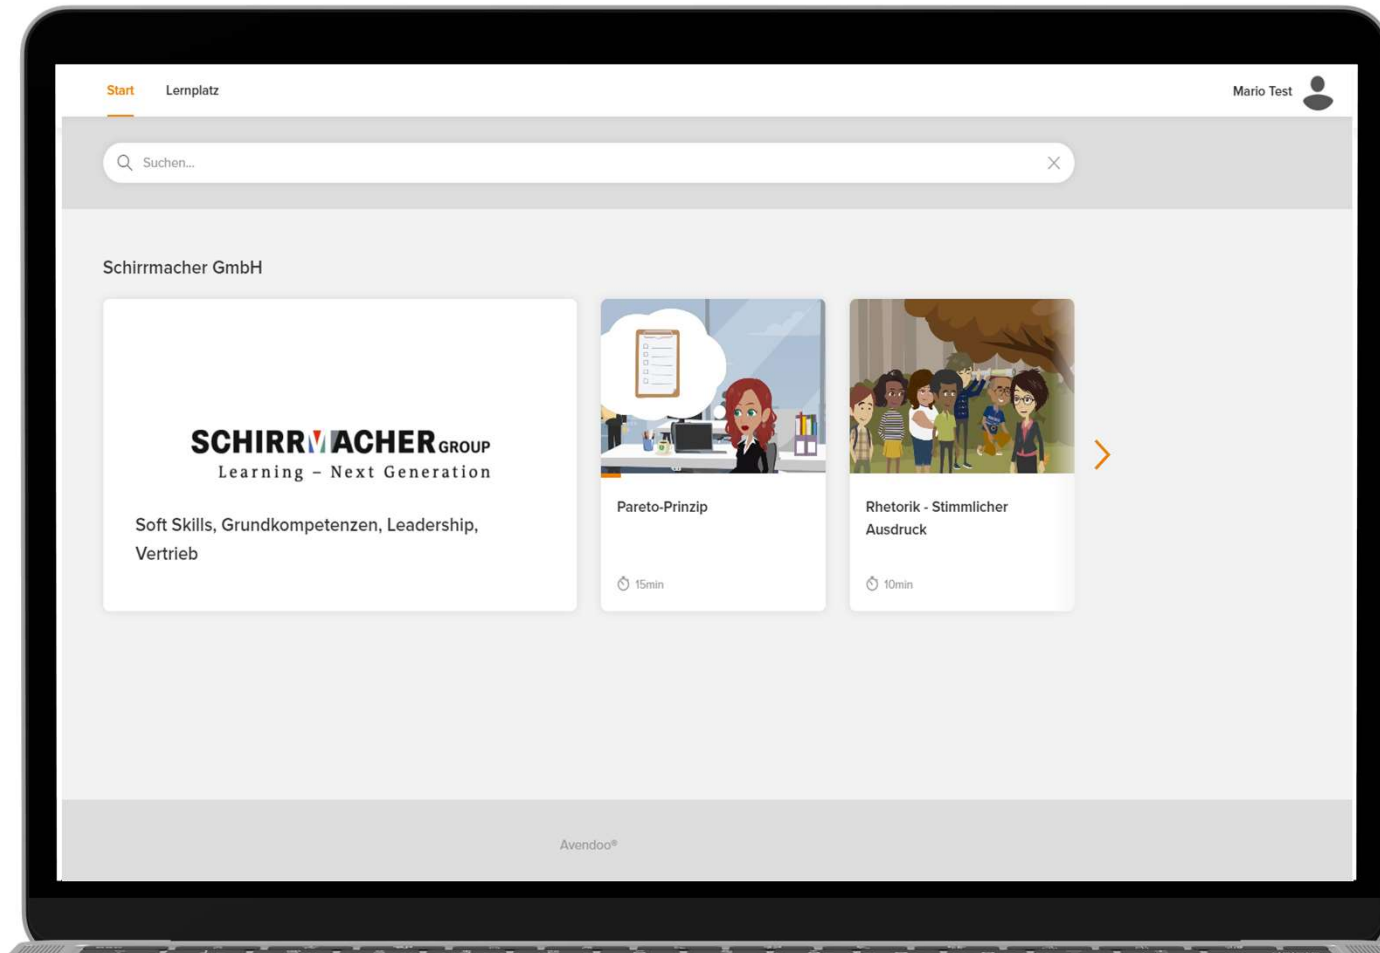 Start Lernplatz Mario Test
Suchen...
Schirrmacher GmbH
SCHIRRMACHER GROUP
Learning – Next Generation
Soft Skills, Grundkompetenzen, Leadership,
Vertrieb
Pareto-Prinzip
15min
Rhetorik - Stimmlicher
Ausdruck
10min
Avendoo®